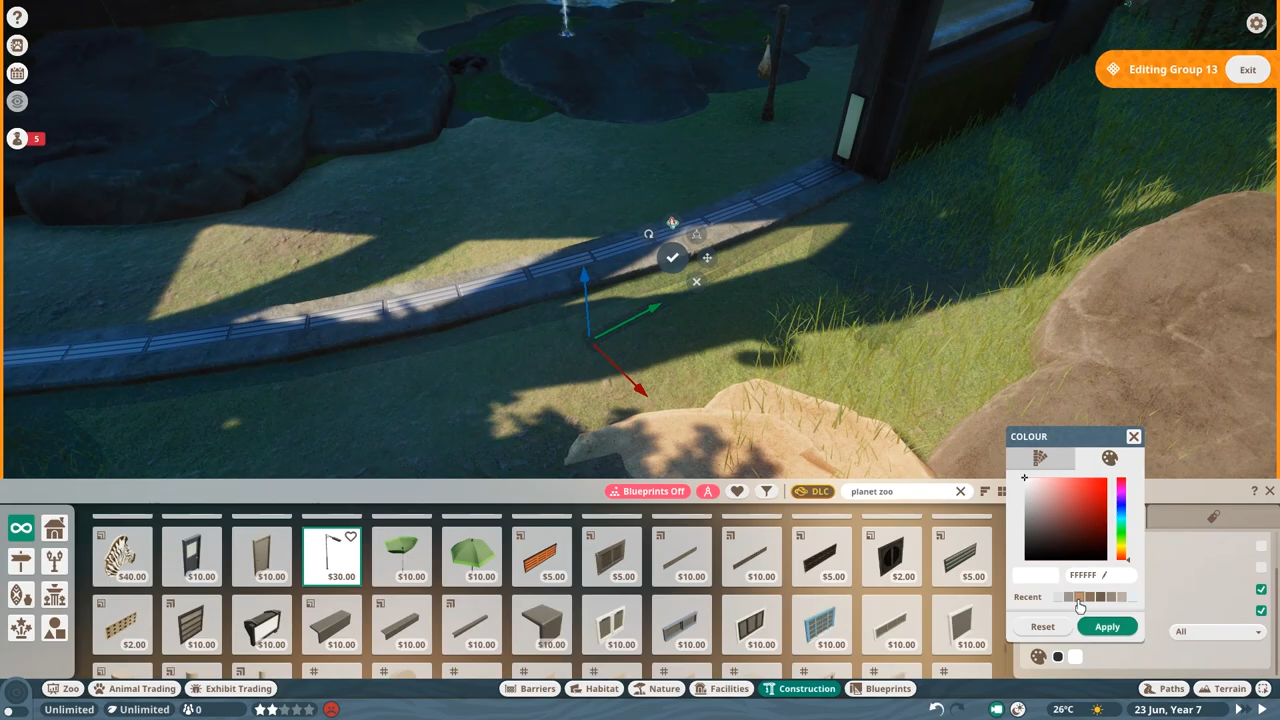 ?
Editing Group 13
Exit
5
COLOUR
Blueprints Off
DLC
planet zoo
?
$40.00
$10.00
$10.00
$30.00
$10.00
$10.00
$5.00
$5.00
$10.00
$10.00
$5.00
$2.00
$5.00
FFFFFF /
Recent
$2.00
$10.00
$10.00
$10.00
$10.00
$10.00
$10.00
$10.00
$10.00
$10.00
$10.00
$10.00
$10.00
Reset
Apply
All
Zoo
Animal Trading
Exhibit Trading
Barriers
Habitat
Nature
Facilities
Construction
Blueprints
Paths
Terrain
Unlimited
Unlimited
0
26°C
23 Jun, Year 7